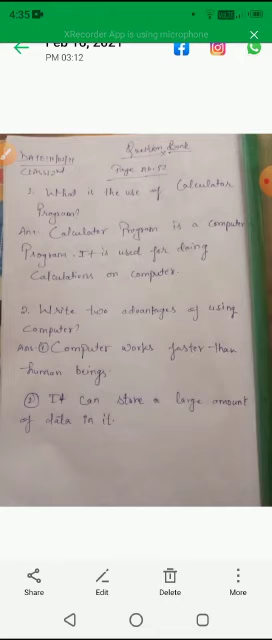 4:35
XRecorder App is using microphone
Feb 10, 2021
PM 03:12
Question Bank
Page no:
1. What is the use of Calculator
Program?
Ans. Calculator Program is a computer
Program. It is used for doing
Calculations on computer.
2. Write two advantages of using
Computer?
Ans ① Computer works faster than
human beings.
② It can store a large amount
of data in it.
Share Edit Delete More